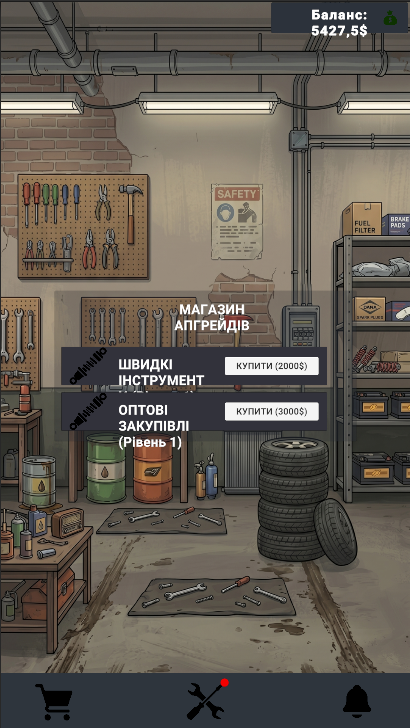 Баланс:
5427,5$
SAFETY
FUEL
FILTER
BRAKE
PADS
МАГАЗИН
АПГРЕЙДІВ
ШВИДКІ
ІНСТРУМЕНТ
КУПИТИ (2000$)
ОПТОВІ
ЗАКУПІВЛІ
(Рівень 1)
КУПИТИ (3000$)